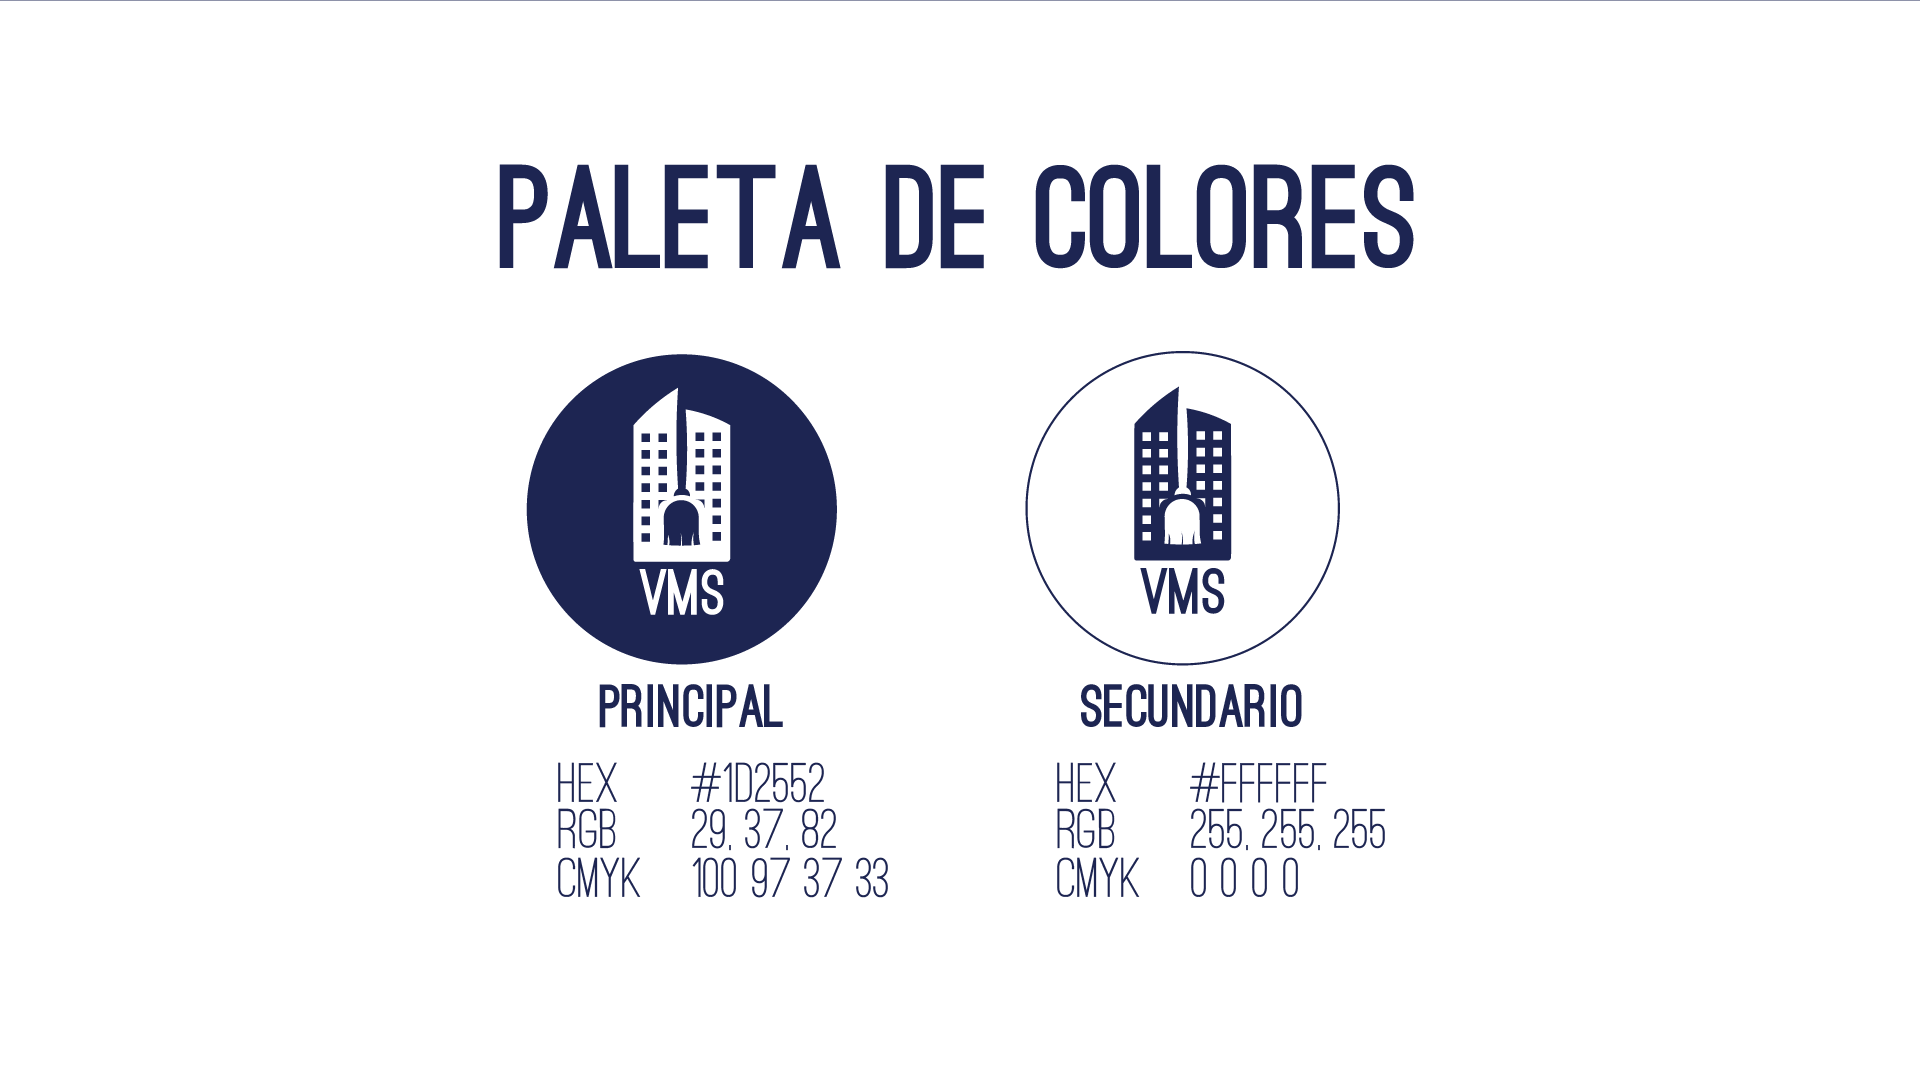 PALETA DE COLORES
VMS
VMS
PRINCIPAL
SECUNDARIO
HEX #1D2552
RGB 29, 37, 82
CMYK 100 97 37 33
HEX #FFFFFF
RGB 255, 255, 255
CMYK 0 0 0 0